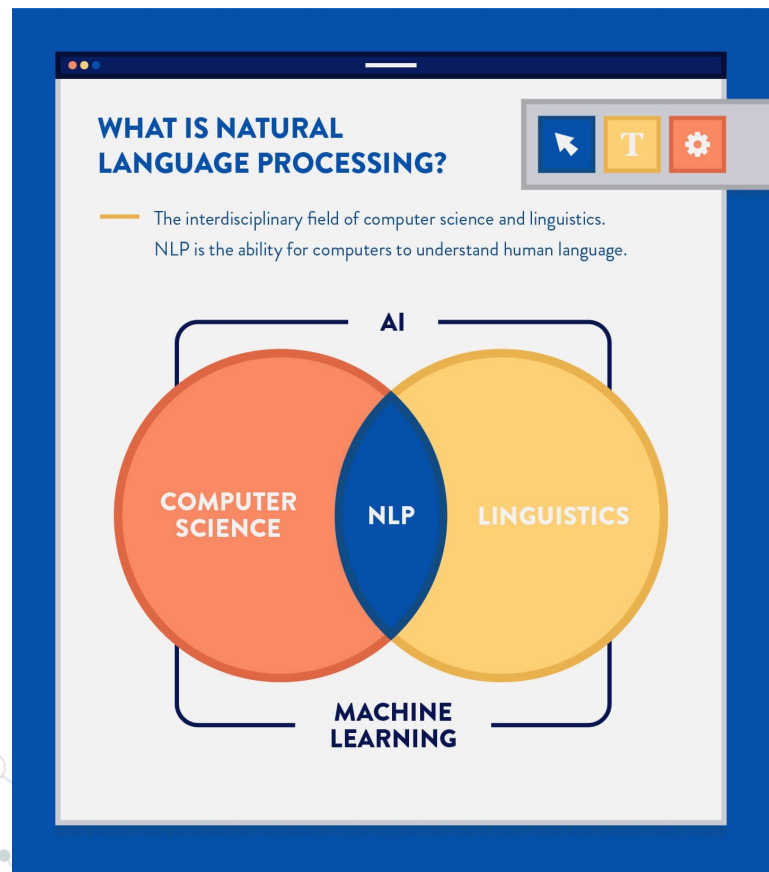 WHAT IS NATURAL
LANGUAGE PROCESSING?
T
The interdisciplinary field of computer science and linguistics.
NLP is the ability for computers to understand human language.
AI
COMPUTER
SCIENCE
NLP
LINGUISTICS
MACHINE
LEARNING